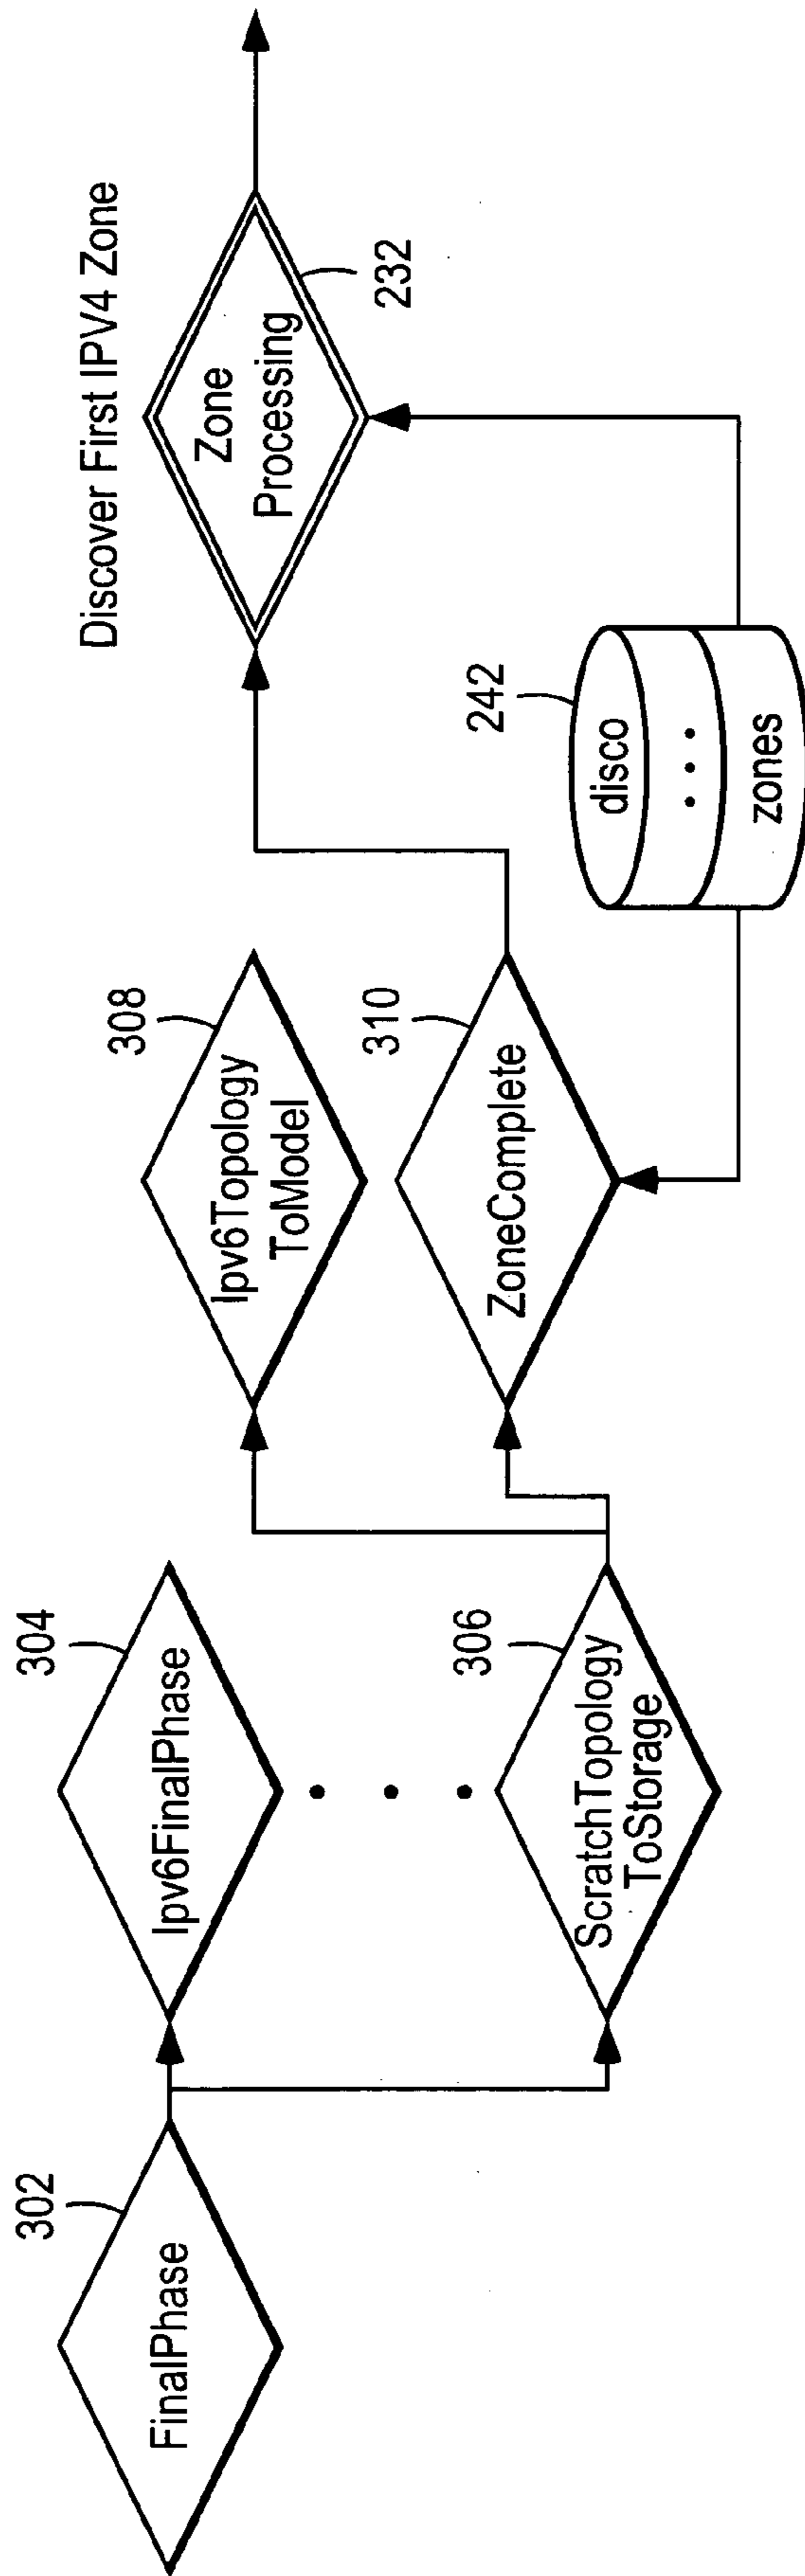 302
FinalPhase
304
Ipv6FinalPhase
306
ScratchTopology
ToStorage
308
Ipv6Topology
ToModel
310
ZoneComplete
242
disco
zones
Discover First IPV4 Zone
Zone
Processing
232